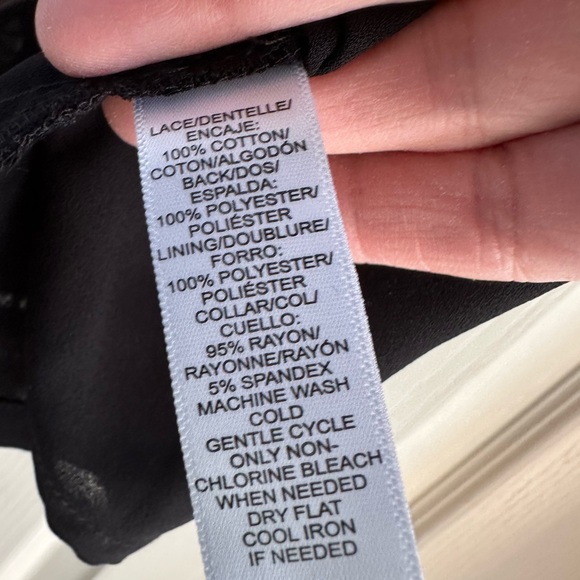 LACE/DENTELLE/
ENCAJE:
100% COTTON/
COTON/ALGODÓN
BACK/DOS/
ESPALDA:
100% POLYESTER/
POLIÉSTER
LINING/DOUBLURE/
FORRO:
100% POLYESTER/
POLIÉSTER
COLLAR/COL/
CUELLO:
95% RAYON/
RAYONNE/RAYÓN
5% SPANDEX
MACHINE WASH
COLD
GENTLE CYCLE
ONLY NON-
CHLORINE BLEACH
WHEN NEEDED
DRY FLAT
COOL IRON
IF NEEDED